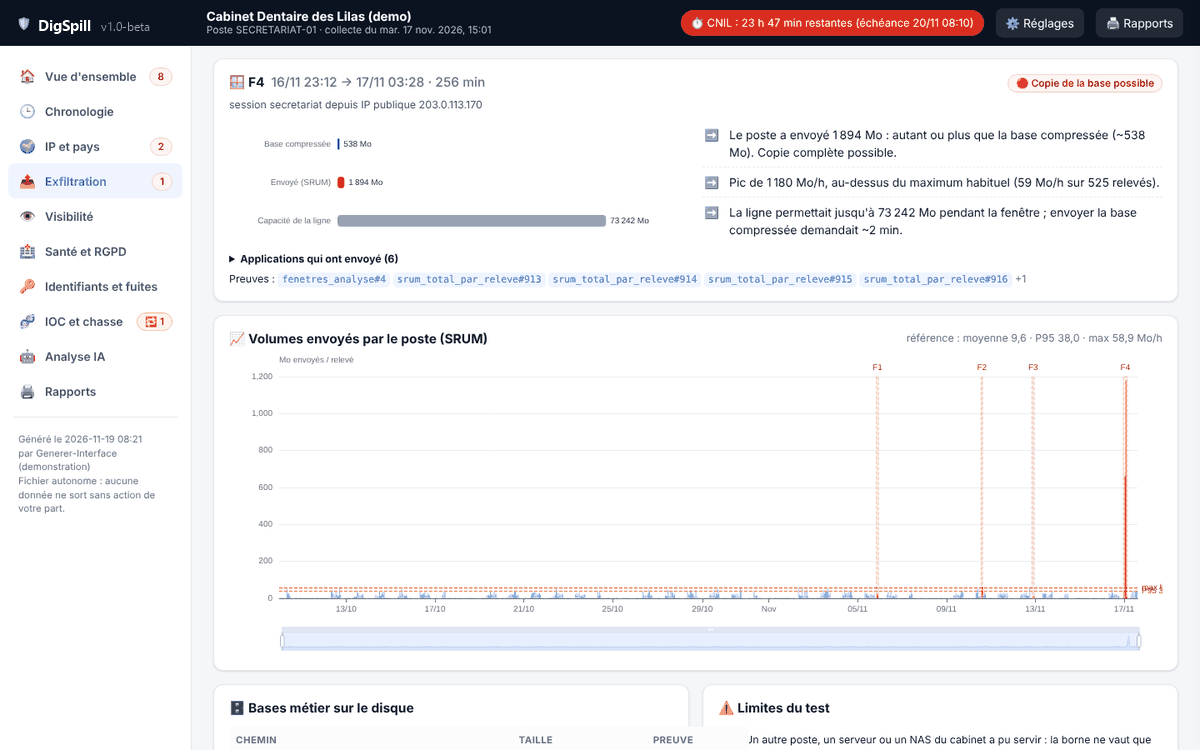 DigSpill v1.0-beta
Cabinet Dentaire des Lilas (demo)
Poste SECRETARIAT-01 · collecte du mar. 17 nov. 2026, 15:01
CNIL : 23 h 47 min restantes (échéance 20/11 08:10)
Réglages
Rapports
Vue d'ensemble 8
Chronologie
IP et pays 2
Exfiltration 1
Visibilité
Santé et RGPD
Identifiants et fuites
IOC et chasse 1
Analyse IA
Rapports
Généré le 2026-11-19 08:21
par Generer-Interface
(demonstration)
Fichier autonome : aucune
donnée ne sort sans action de
votre part.
F4 16/11 23:12 → 17/11 03:28 · 256 min
Copie de la base possible
session secretariat depuis IP publique 203.0.113.170
Base compressée 538 Mo
Envoyé (SRUM) 1 894 Mo
Capacité de la ligne 73 242 Mo
Le poste a envoyé 1 894 Mo : autant ou plus que la base compressée (~538
Mo). Copie complète possible.
Pic de 1 180 Mo/h, au-dessus du maximum habituel (59 Mo/h sur 525 relevés).
La ligne permettait jusqu'à 73 242 Mo pendant la fenêtre ; envoyer la base
compressée demandait ~2 min.
Applications qui ont envoyé (6)
Preuves : fenetres_analyse#4 srum_total_par_releve#913 srum_total_par_releve#914 srum_total_par_releve#915 srum_total_par_releve#916 +1
Volumes envoyés par le poste (SRUM)
référence : moyenne 9,6 · P95 38,0 · max 58,9 Mo/h
Mo envoyés / relevé
F1 F2 F3 F4
1,200
1,000
800
600
400
200
0
13/10 17/10 21/10 25/10 29/10 Nov 05/11 09/11 13/11 17/11
Bases métier sur le disque
CHEMIN TAILLE PREUVE
Limites du test
Un autre poste, un serveur ou un NAS du cabinet a pu servir : la borne ne vaut que